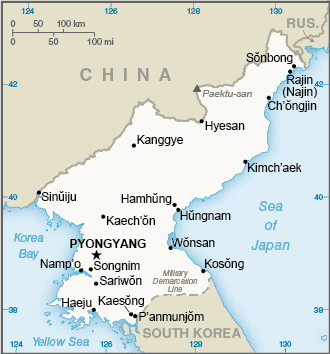 124
126
128
130
0 50 100 km
0 50 100 mi
RUS.
Sŏnbong
CHINA
Rajin
(Najin)
42
42
Paektu-san
Ch'ŏngjin
Hyesan
Kanggye
Kimch'aek
40
40
Sinŭiju
Hamhŭng
Hŭngnam
Kaech'ŏn
Sea
of
Japan
Korea
Bay
PYONGYANG
Wŏnsan
Namp'o
Songnim
Kosŏng
Sariwŏn
Military
Demarcation
Line
Haeju
Kaesŏng
38
38
P'anmunjŏm
SOUTH KOREA
Yellow Sea
124
126
128
130